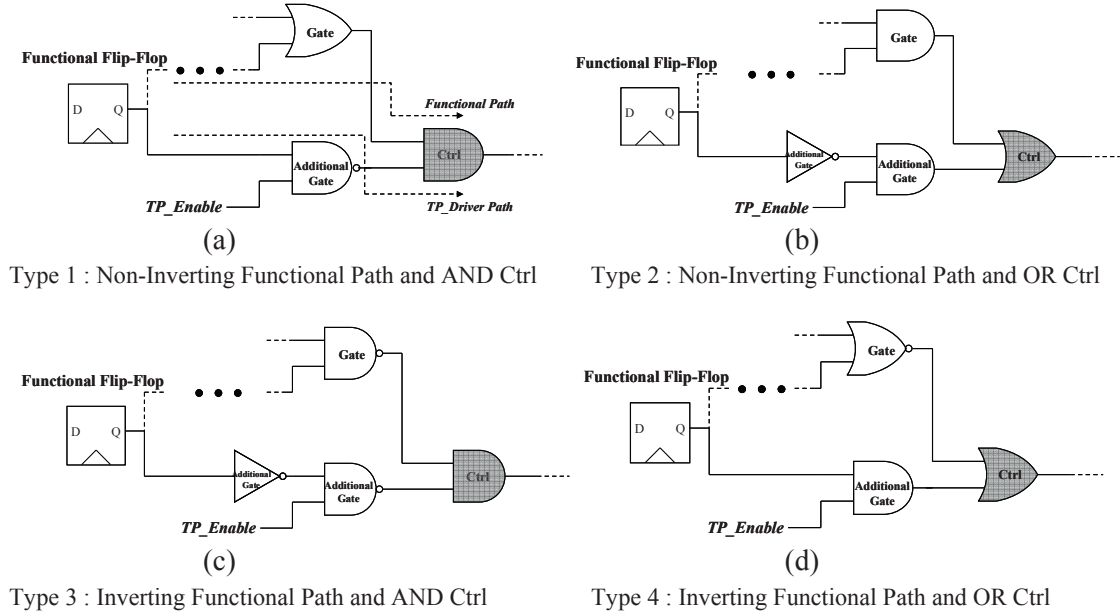 Gate
Functional Flip-Flop
D Q
Functional Path
Ctrl
Additional
Gate
TP_Enable
TP_Driver Path
(a)
Type 1 : Non-Inverting Functional Path and AND Ctrl
Gate
Functional Flip-Flop
D Q
Additional
Gate
Additional
Gate
Ctrl
TP_Enable
(b)
Type 2 : Non-Inverting Functional Path and OR Ctrl
Gate
Functional Flip-Flop
D Q
Additional
Gate
Additional
Gate
Ctrl
TP_Enable
(c)
Type 3 : Inverting Functional Path and AND Ctrl
Gate
Functional Flip-Flop
D Q
Additional
Gate
Ctrl
TP_Enable
(d)
Type 4 : Inverting Functional Path and OR Ctrl